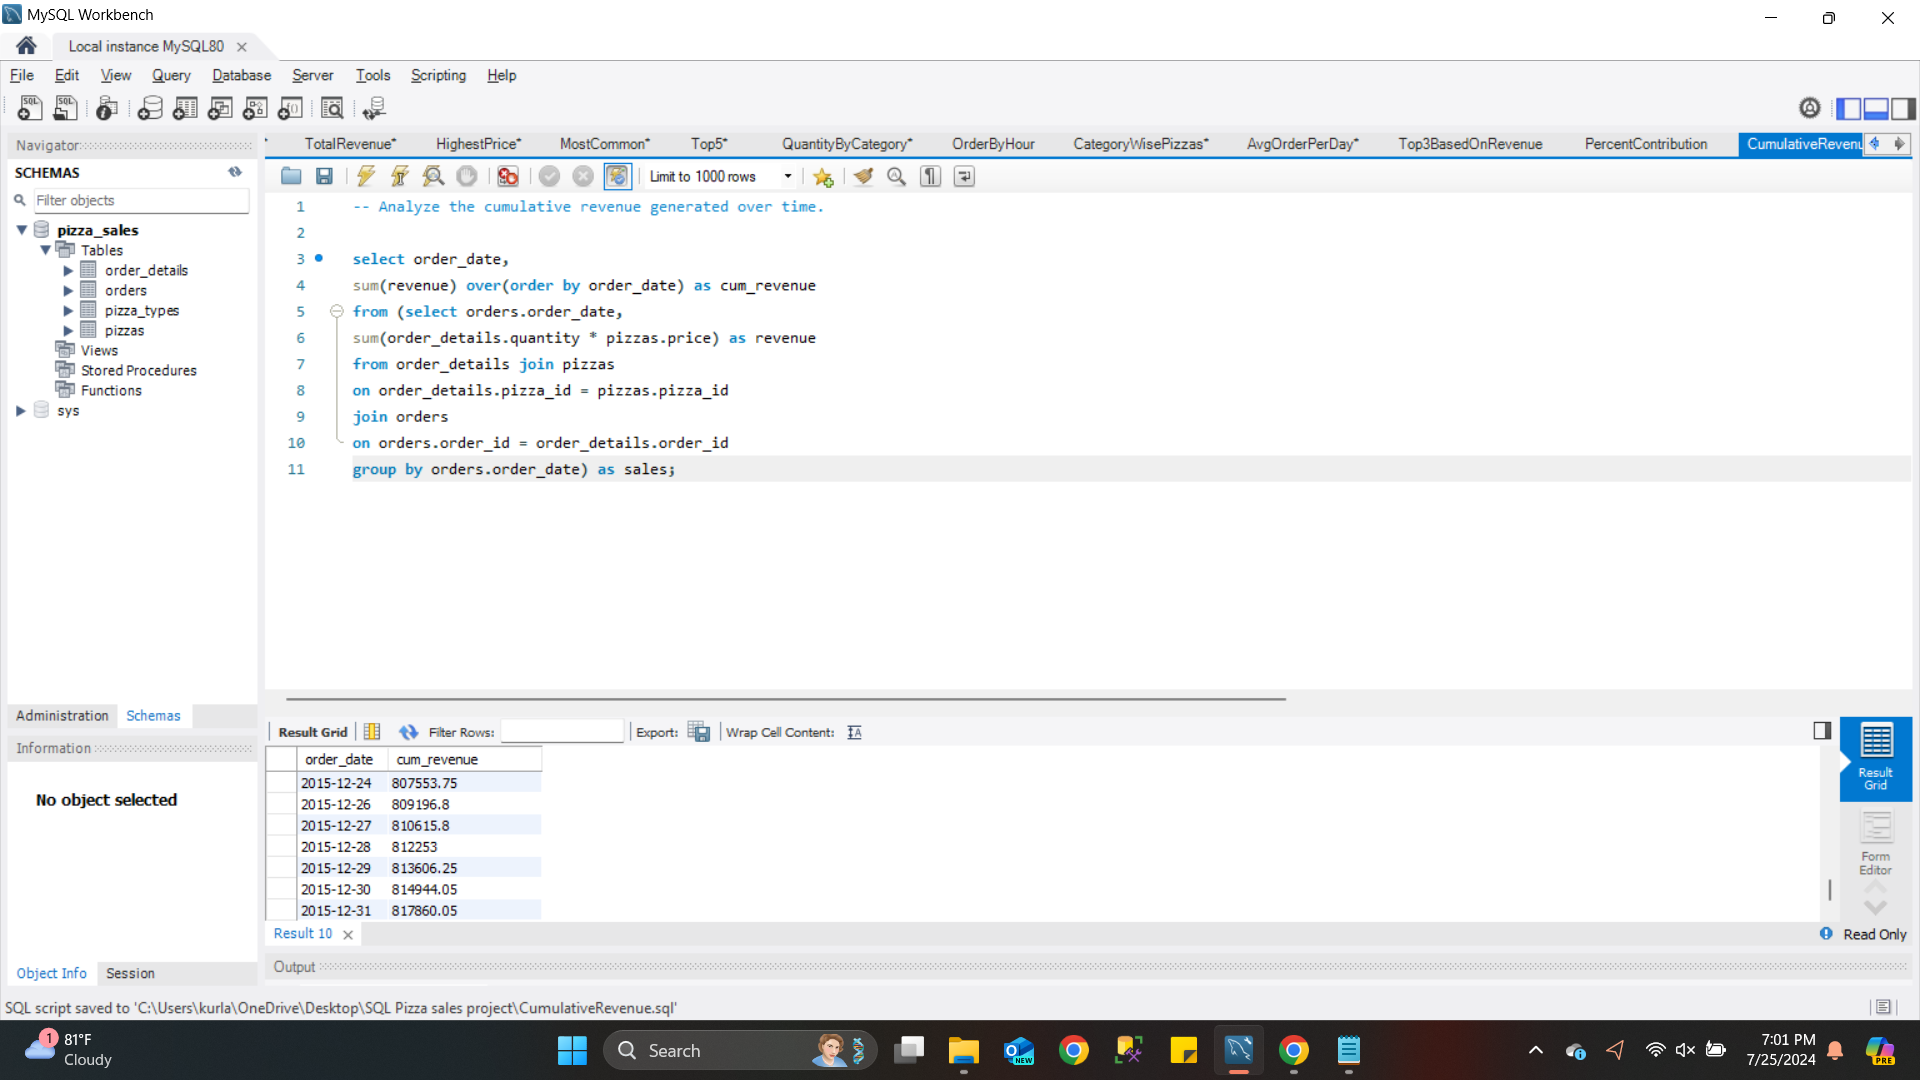 MySQL Workbench
Local instance MySQL80
File Edit View Query Database Server Tools Scripting Help
Navigator
SCHEMAS
Filter objects
pizza_sales
Tables
order_details
orders
pizza_types
pizzas
Views
Stored Procedures
Functions
sys
Administration Schemas
Information
No object selected
Object Info Session
TotalRevenue* HighestPrice* MostCommon* Top5* QuantityByCategory* OrderByHour CategoryWisePizzas* AvgOrderPerDay* Top3BasedOnRevenue PercentContribution CumulativeRevenu
Limit to 1000 rows
1 -- Analyze the cumulative revenue generated over time.
2
3 select order_date,
4 sum(revenue) over(order by order_date) as cum_revenue
5 from (select orders.order_date,
6 sum(order_details.quantity * pizzas.price) as revenue
7 from order_details join pizzas
8 on order_details.pizza_id = pizzas.pizza_id
9 join orders
10 on orders.order_id = order_details.order_id
11 group by orders.order_date) as sales;
Result Grid Filter Rows: Export: Wrap Cell Content:
order_date cum_revenue
2015-12-24 807553.75
2015-12-26 809196.8
2015-12-27 810615.8
2015-12-28 812253
2015-12-29 813606.25
2015-12-30 814944.05
2015-12-31 817860.05
Result Grid
Form Editor
Result 10
Read Only
Output
SQL script saved to 'C:\Users\kurla\OneDrive\Desktop\SQL Pizza sales project\CumulativeRevenue.sql'
1
81°F
Cloudy
Search
NEW
7:01 PM
7/25/2024
PRE